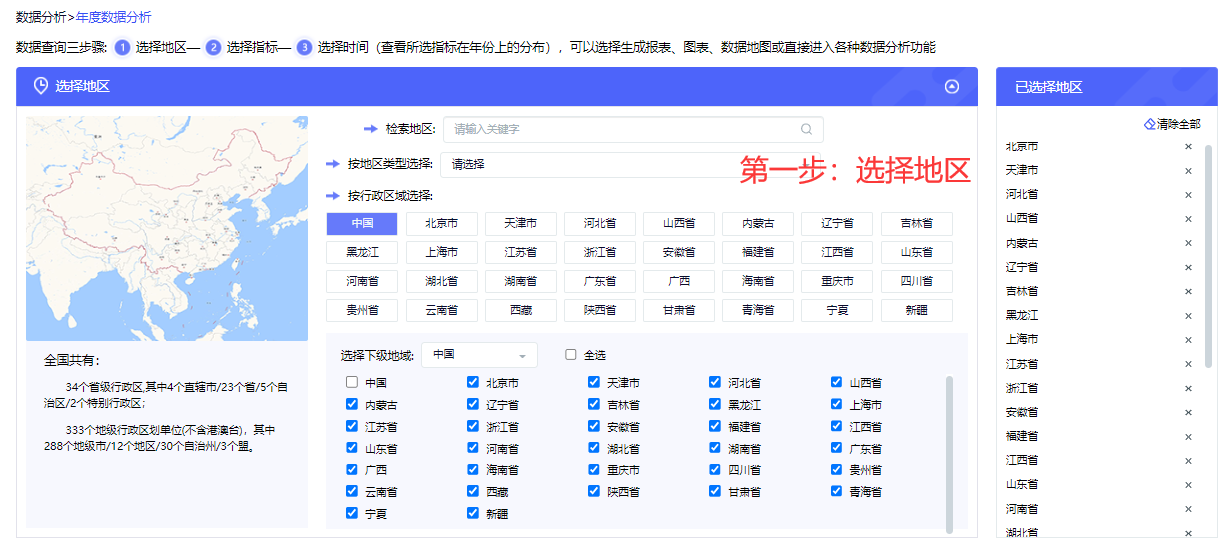 数据分析>年度数据分析
数据查询三步骤: 1 选择地区— 2 选择指标— 3 选择时间（查看所选指标在年份上的分布），可以选择生成报表、图表、数据地图或直接进入各种数据分析功能
选择地区
检索地区: 请输入关键字
按地区类型选择: 请选择
第一步：选择地区
按行政区域选择:
中国 北京市 天津市 河北省 山西省 内蒙古 辽宁省 吉林省
黑龙江 上海市 江苏省 浙江省 安徽省 福建省 江西省 山东省
河南省 湖北省 湖南省 广东省 广西 海南省 重庆市 四川省
贵州省 云南省 西藏 陕西省 甘肃省 青海省 宁夏 新疆
全国共有：
34个省级行政区,其中4个直辖市/23个省/5个自
治区/2个特别行政区；
333个地级行政区划单位(不含港澳台)，其中
288个地级市/12个地区/30个自治州/3个盟。
选择下级地域: 中国 全选
中国 北京市 天津市 河北省 山西省
内蒙古 辽宁省 吉林省 黑龙江 上海市
江苏省 浙江省 安徽省 福建省 江西省
山东省 河南省 湖北省 湖南省 广东省
广西 海南省 重庆市 四川省 贵州省
云南省 西藏 陕西省 甘肃省 青海省
宁夏 新疆
已选择地区
清除全部
北京市 ×
天津市 ×
河北省 ×
山西省 ×
内蒙古 ×
辽宁省 ×
吉林省 ×
黑龙江 ×
上海市 ×
江苏省 ×
浙江省 ×
安徽省 ×
福建省 ×
江西省 ×
山东省 ×
河南省 ×
湖北省 ×